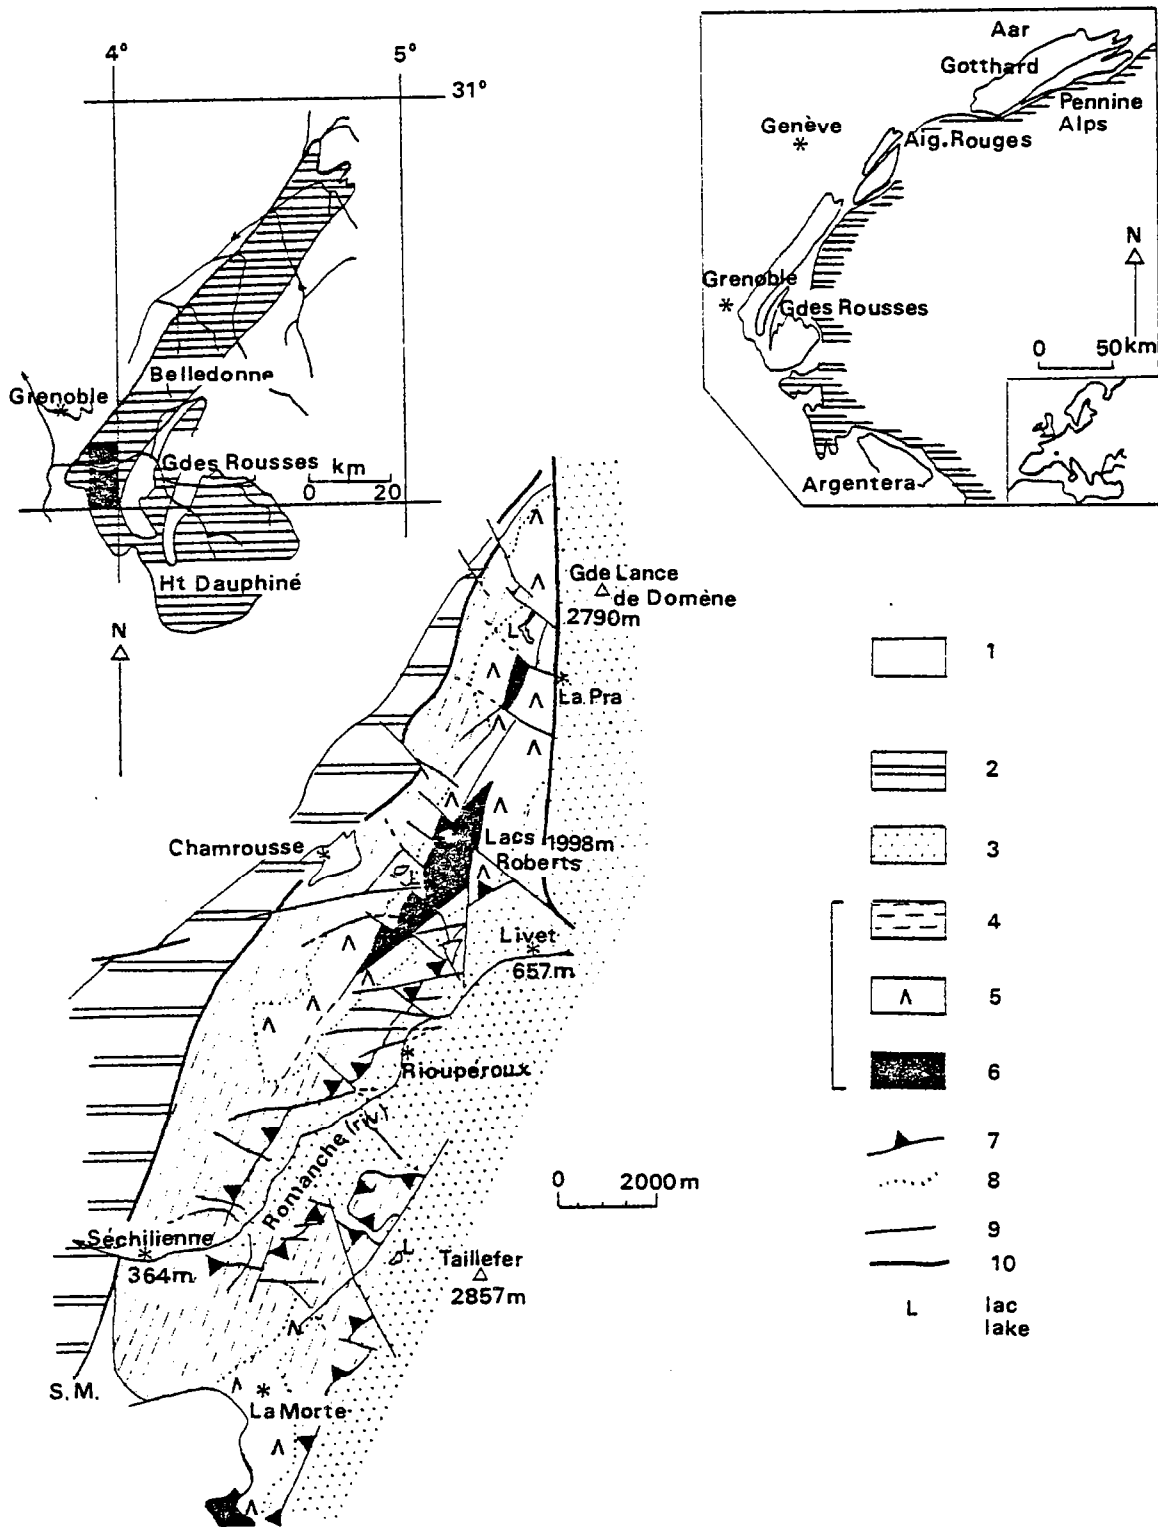 4° 5°
31°
Grenoble
Belledonne
Gdes Rousses
km
0 20
Ht Dauphiné
N
Aar
Gotthard
Pennine
Alps
Genève
Aig.Rouges
N
Grenoble
Gdes Rousses
0 50km
Argentera
Gde Lance
de Domène
2790m
L
La Pra
Chamrousse
Lacs 1998m
Roberts
L
Livet
657m
Rioupéroux
Romanche (riv.)
0 2000m
Séchilienne
364m
L
Taillefer
2857m
S.M.
La Morte
1
2
3
4
5
6
7
8
9
10
L lac
lake